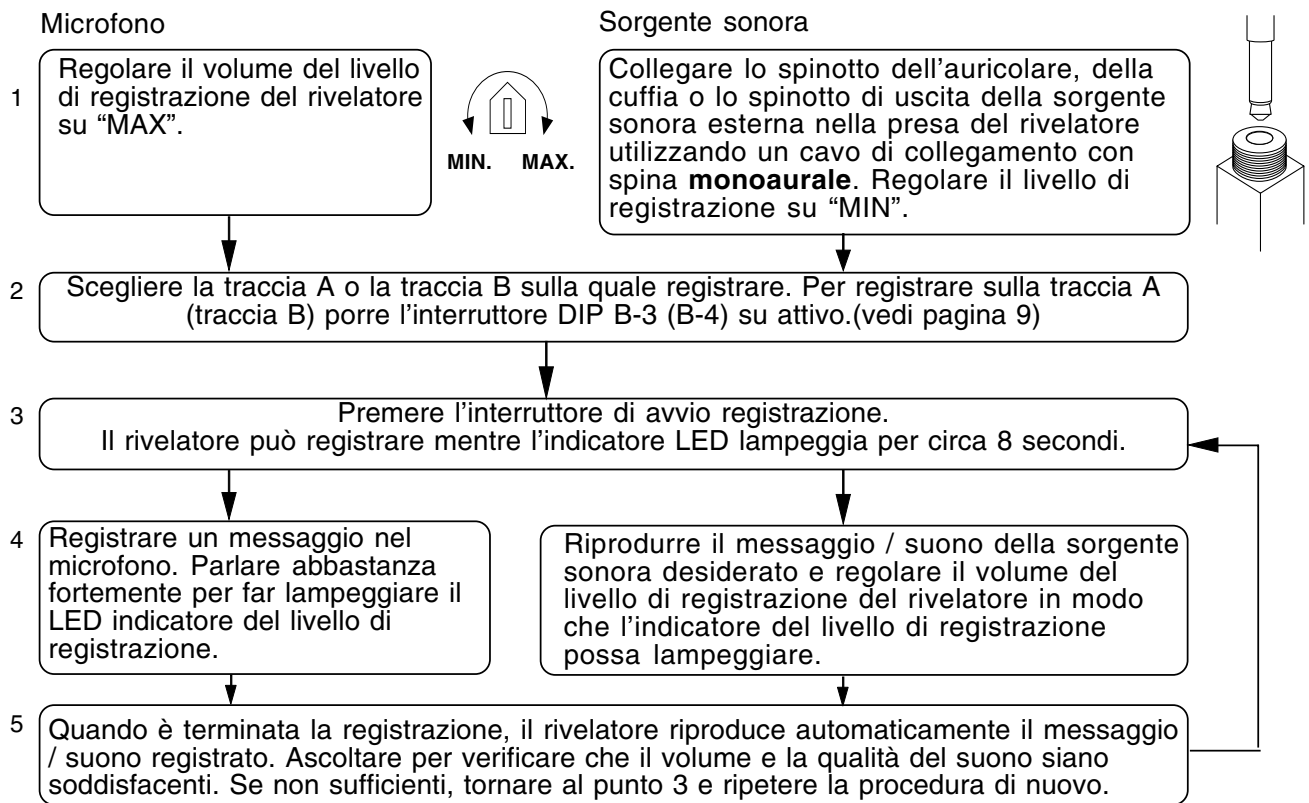 Microfono
Sorgente sonora
1
Regolare il volume del livello
di registrazione del rivelatore
su “MAX”.
MIN. MAX.
Collegare lo spinotto dell’auricolare, della
cuffia o lo spinotto di uscita della sorgente
sonora esterna nella presa del rivelatore
utilizzando un cavo di collegamento con
spina monoaurale. Regolare il livello di
registrazione su “MIN”.
2
Scegliere la traccia A o la traccia B sulla quale registrare. Per registrare sulla traccia A
(traccia B) porre l’interruttore DIP B-3 (B-4) su attivo.(vedi pagina 9)
3
Premere l’interruttore di avvio registrazione.
Il rivelatore può registrare mentre l’indicatore LED lampeggia per circa 8 secondi.
4
Registrare un messaggio nel
microfono. Parlare abbastanza
fortemente per far lampeggiare il
LED indicatore del livello di
registrazione.
Riprodurre il messaggio / suono della sorgente
sonora desiderato e regolare il volume del
livello di registrazione del rivelatore in modo
che l’indicatore del livello di registrazione
possa lampeggiare.
5
Quando è terminata la registrazione, il rivelatore riproduce automaticamente il messaggio
/ suono registrato. Ascoltare per verificare che il volume e la qualità del suono siano
soddisfacenti. Se non sufficienti, tornare al punto 3 e ripetere la procedura di nuovo.